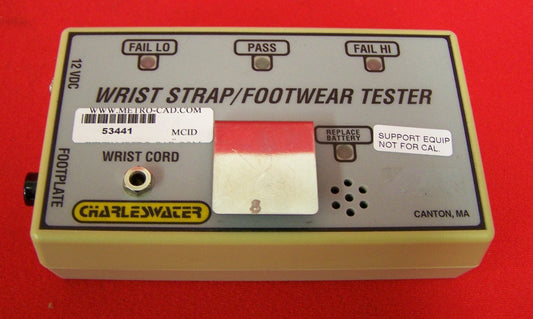 FAIL LO
PASS
FAIL HI
12 VDC
WRIST STRAP/FOOTWEAR TESTER
WWW.METRO-CAD.COM
53441 MCID
REPLACE
BATTERY
SUPPORT EQUIP
NOT FOR CAL.
WRIST CORD
FOOTPLATE
8
CHARLESWATER
CANTON, MA